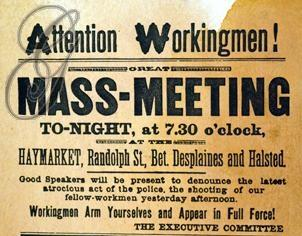 Attention Workingmen!
GREAT
MASS-MEETING
TO-NIGHT, at 7.30 o'clock,
AT THE
HAYMARKET, Randolph St., Bet. Desplaines and Halsted.
Good Speakers will be present to denounce the latest
atrocious act of the police, the shooting of our
fellow-workmen yesterday afternoon.
Workingmen Arm Yourselves and Appear in Full Force!
THE EXECUTIVE COMMITTEE